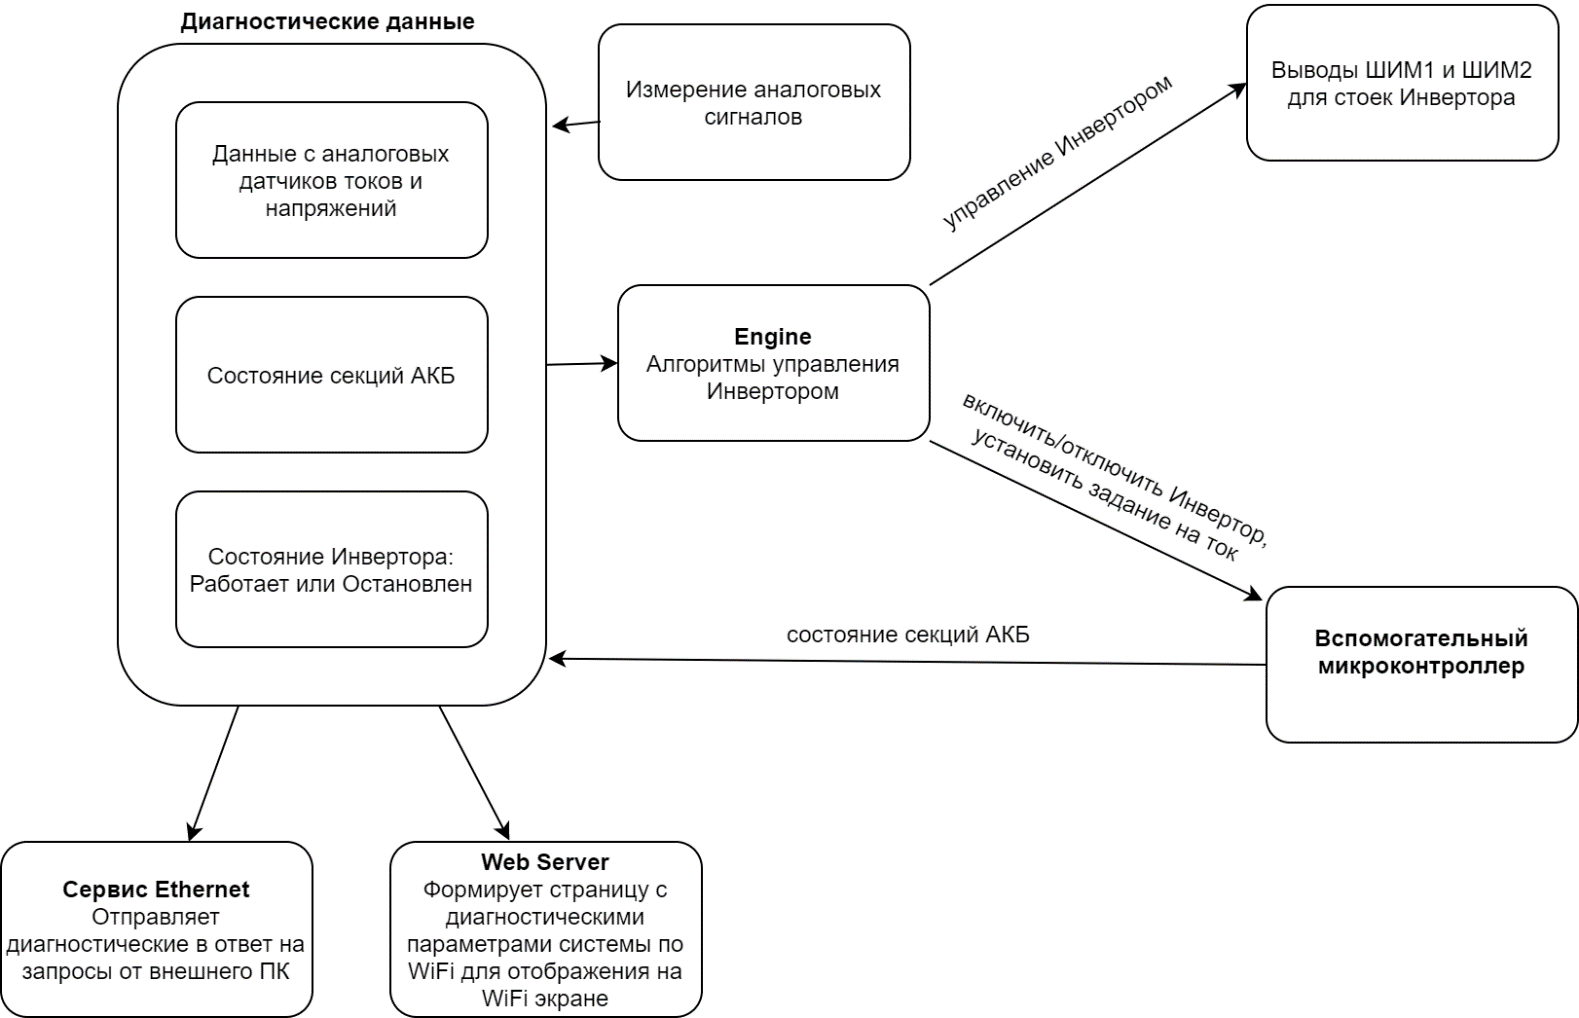 Диагностические данные
Данные с аналоговых
датчиков токов и
напряжений
Состояние секций АКБ
Состояние Инвертора:
Работает или Остановлен
Измерение аналоговых
сигналов
Engine
Алгоритмы управления
Инвертором
управление Инвертором
Выводы ШИМ1 и ШИМ2
для стоек Инвертора
включить/отключить Инвертор,
установить задание на ток
состояние секций АКБ
Вспомогательный
микроконтроллер
Сервис Ethernet
Отправляет
диагностические в ответ на
запросы от внешнего ПК
Web Server
Формирует страницу с
диагностическими
параметрами системы по
WiFi для отображения на
WiFi экране